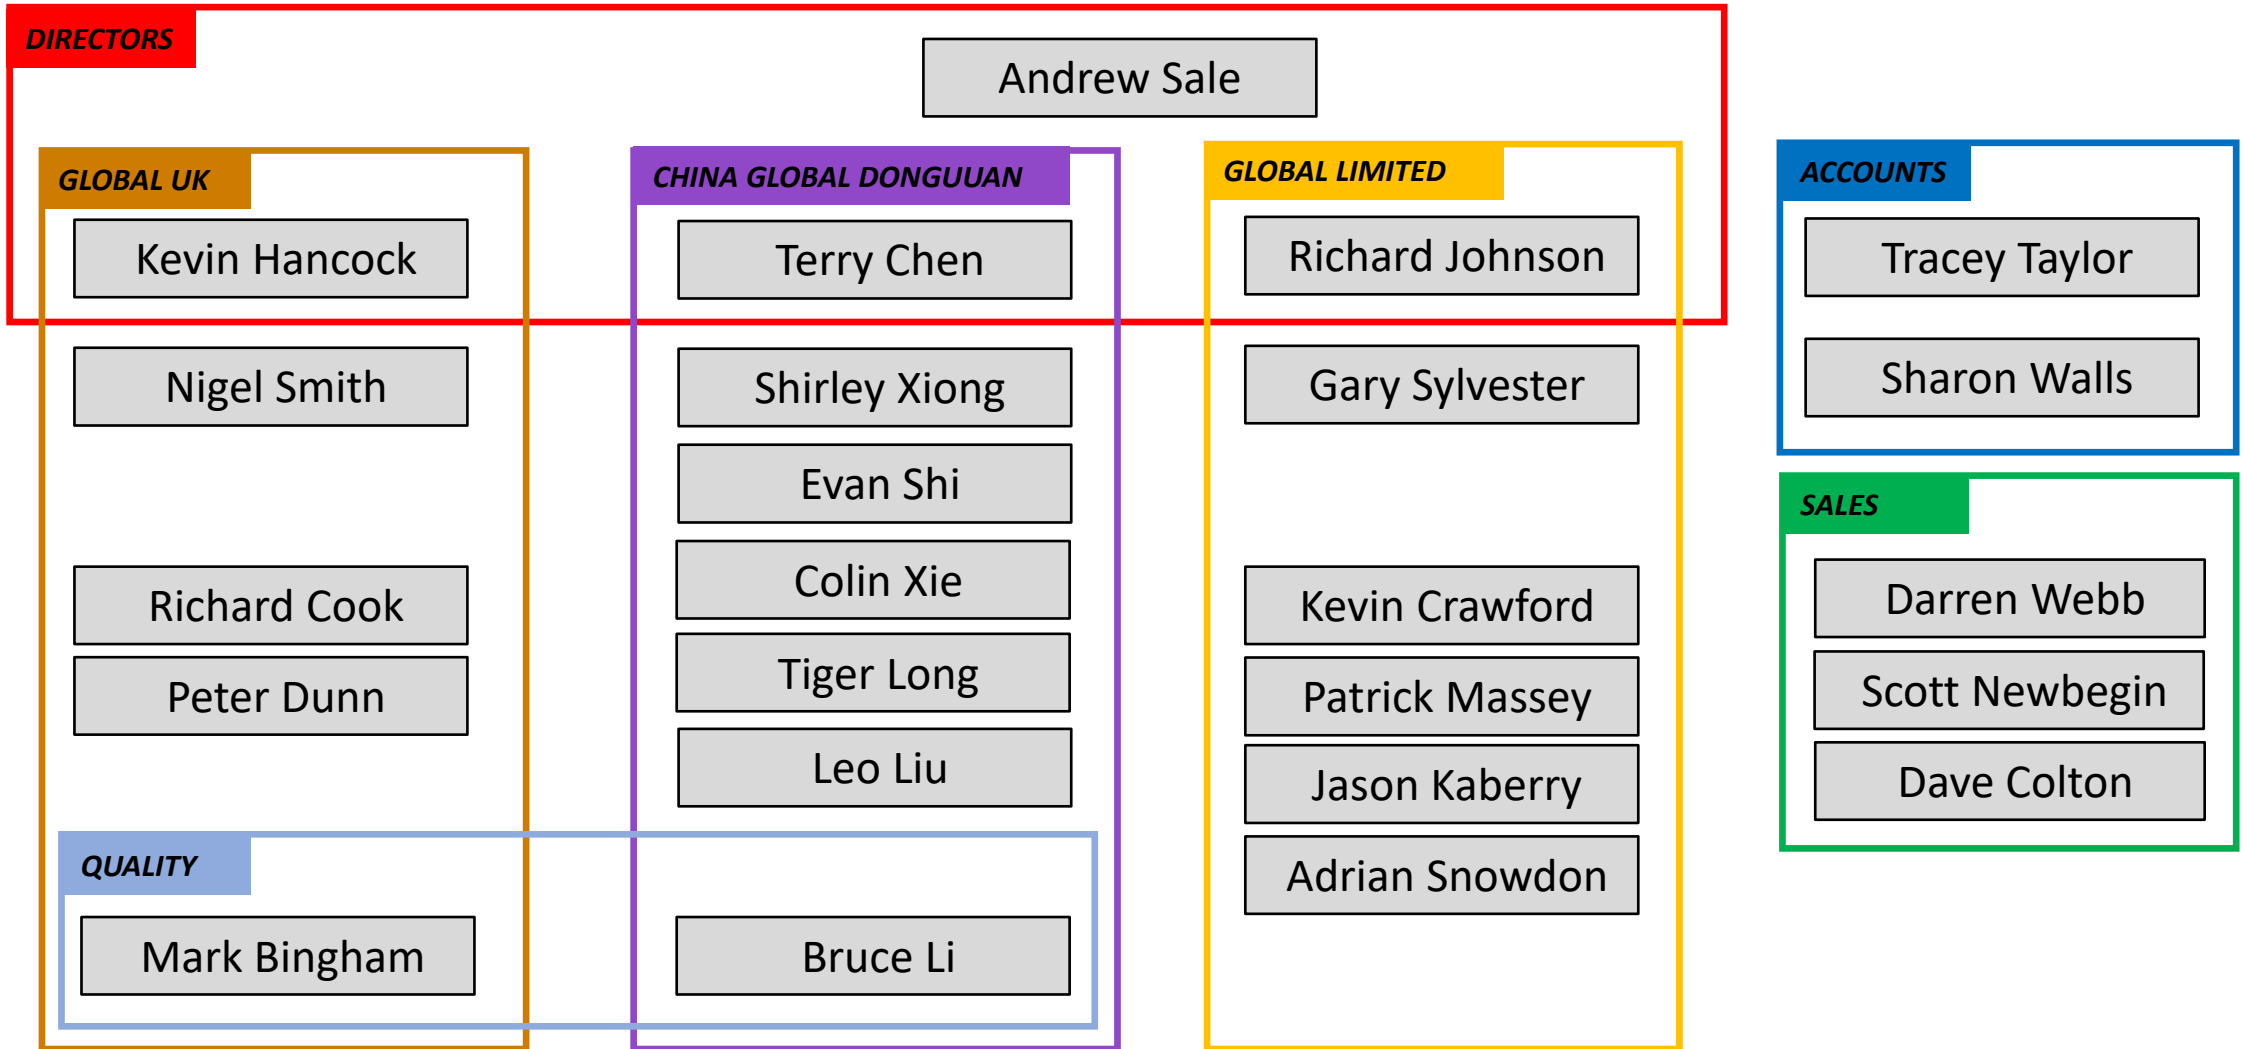 DIRECTORS
Andrew Sale
GLOBAL UK
Kevin Hancock
Nigel Smith
Richard Cook
Peter Dunn
CHINA GLOBAL DONGUUAN
Terry Chen
Shirley Xiong
Evan Shi
Colin Xie
Tiger Long
Leo Liu
QUALITY
Mark Bingham
Bruce Li
GLOBAL LIMITED
Richard Johnson
Gary Sylvester
Kevin Crawford
Patrick Massey
Jason Kaberry
Adrian Snowdon
ACCOUNTS
Tracey Taylor
Sharon Walls
SALES
Darren Webb
Scott Newbegin
Dave Colton